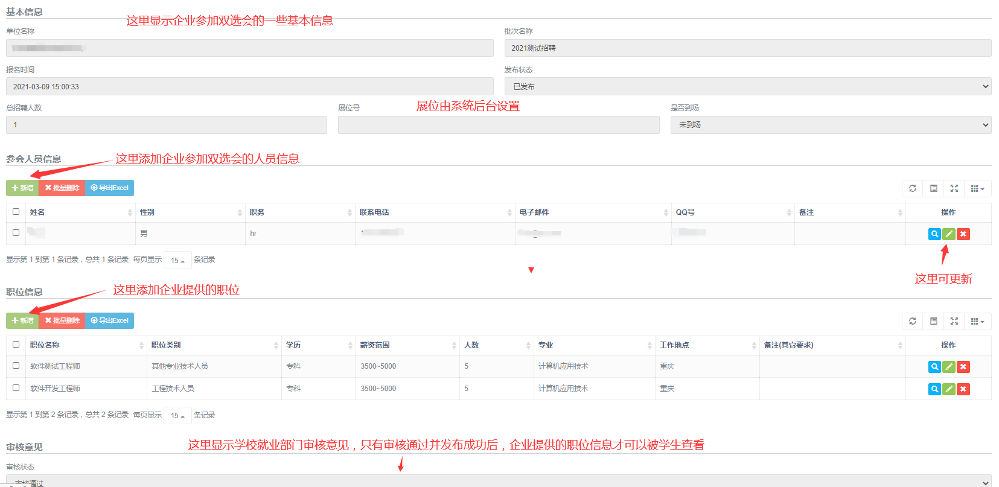 基本信息
这里显示企业参加双选会的一些基本信息
单位名称
批次名称
2021测试招聘
报名时间
发布状态
2021-03-09 15:00:33
已发布
总招聘人数
展位号
展位由系统后台设置
是否到场
1
未到场
参会人员信息
这里添加企业参加双选会的人员信息
新增 批量删除 导出Excel
姓名 性别 职务 联系电话 电子邮件 QQ号 备注 操作
男 hr
显示第 1 到第 1 条记录，总共 1 条记录 每页显示 15 条记录
这里可更新
职位信息
这里添加企业提供的职位
新增 批量删除 导出Excel
职位名称 职位类别 学历 薪资范围 人数 专业 工作地点 备注(其它要求) 操作
软件测试工程师 其他专业技术人员 专科 3500~5000 5 计算机应用技术 重庆
软件开发工程师 工程技术人员 专科 3500~5000 5 计算机应用技术 重庆
显示第 1 到第 2 条记录，总共 2 条记录 每页显示 15 条记录
审核意见
这里显示学校就业部门审核意见，只有审核通过并发布成功后，企业提供的职位信息才可以被学生查看
审核状态
审核通过